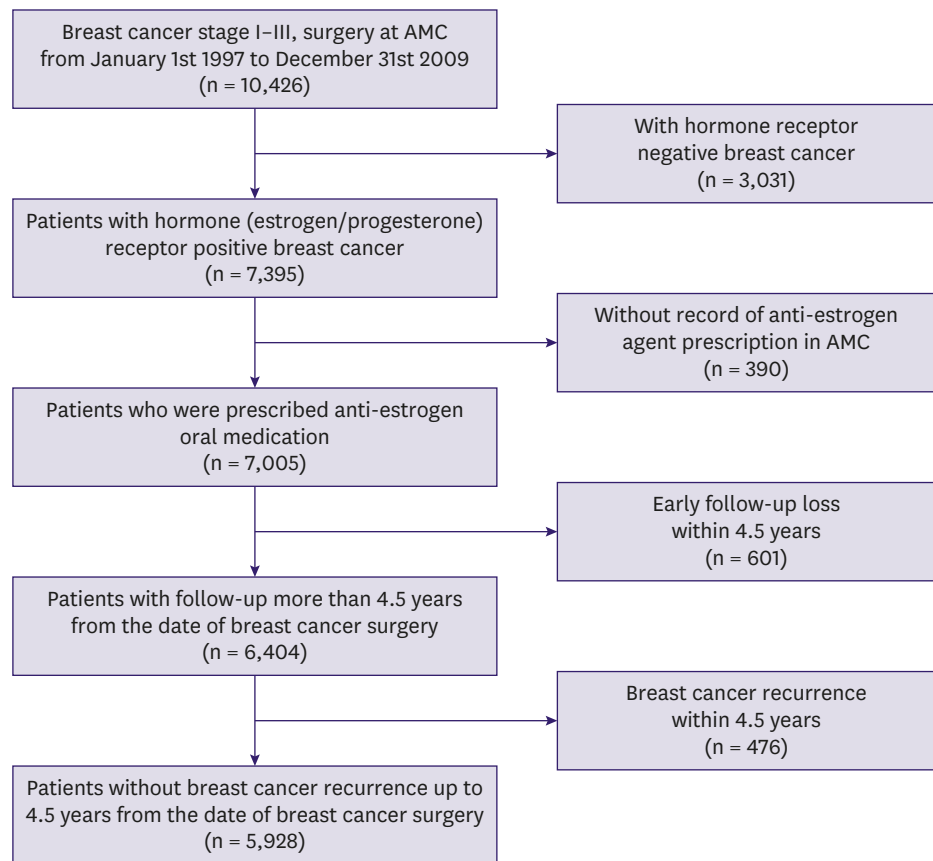 Breast cancer stage I–III, surgery at AMC
from January 1st 1997 to December 31st 2009
(n = 10,426)
With hormone receptor
negative breast cancer
(n = 3,031)
Patients with hormone (estrogen/progesterone)
receptor positive breast cancer
(n = 7,395)
Without record of anti-estrogen
agent prescription in AMC
(n = 390)
Patients who were prescribed anti-estrogen
oral medication
(n = 7,005)
Early follow-up loss
within 4.5 years
(n = 601)
Patients with follow-up more than 4.5 years
from the date of breast cancer surgery
(n = 6,404)
Breast cancer recurrence
within 4.5 years
(n = 476)
Patients without breast cancer recurrence up to
4.5 years from the date of breast cancer surgery
(n = 5,928)